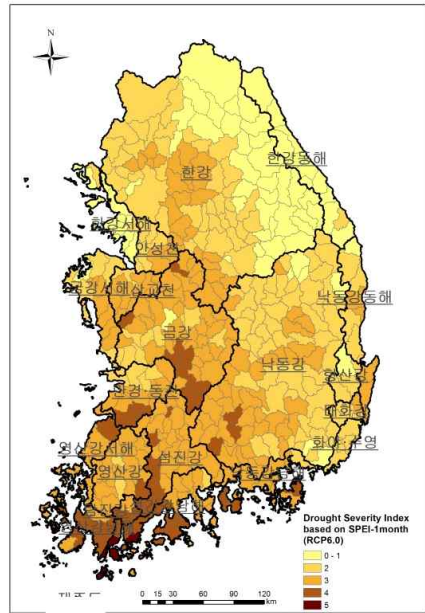 N
한강동해
한강
한강서해
안성천
금강서해
삽교천
낙동강동해
금강
낙동강
형산강
만경·동진
태화강
회야·수영
영산강서해
섬진강
영산강
제주도
Drought Severity Index
based on SPEI-1month
(RCP6.0)
0 - 1
2
3
4
5
0 15 30 60 90 120
km